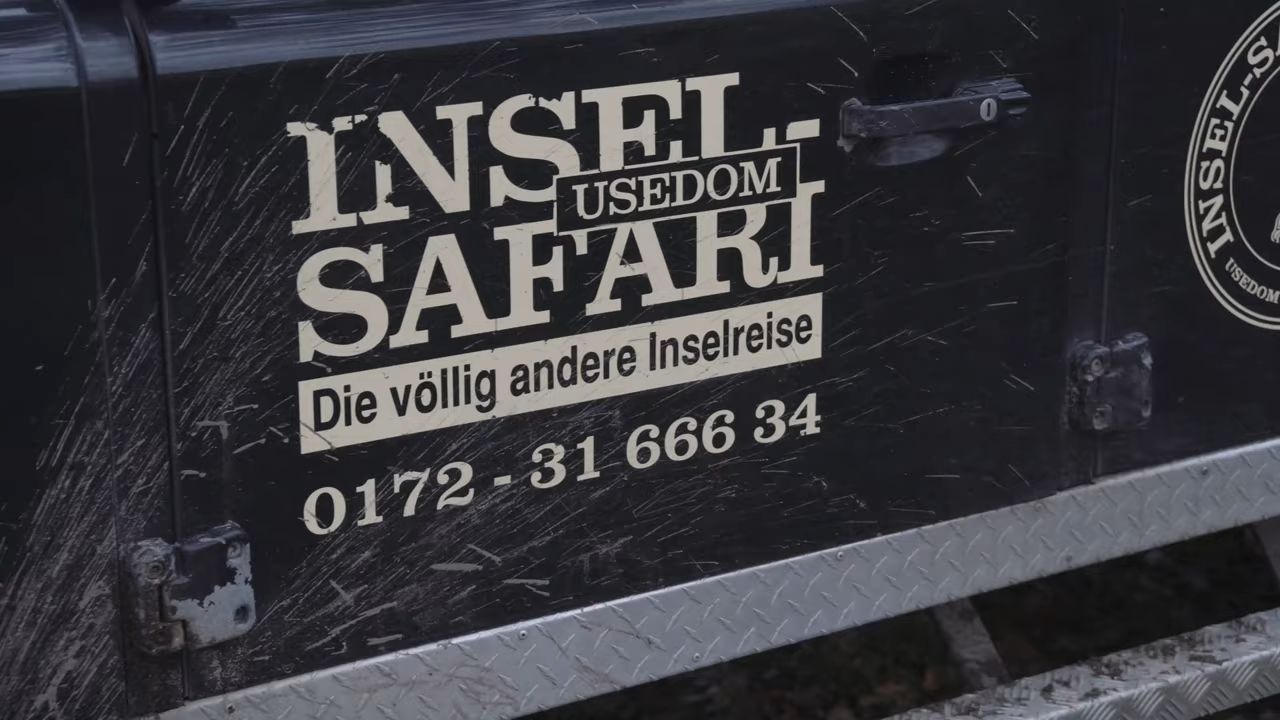 INSEL-
USEDOM
SAFARI
Die völlig andere Inselreise
0172 - 31 666 34
INSEL-SA
USEDOM